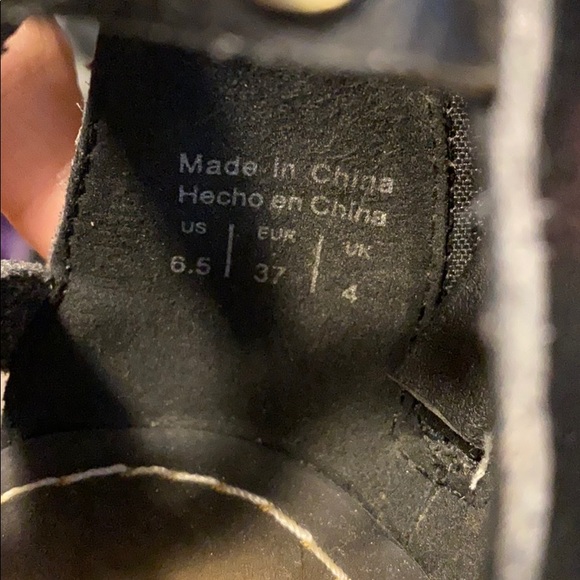 Made in China
Hecho en China
US | EUR | UK
6.5 | 37 | 4